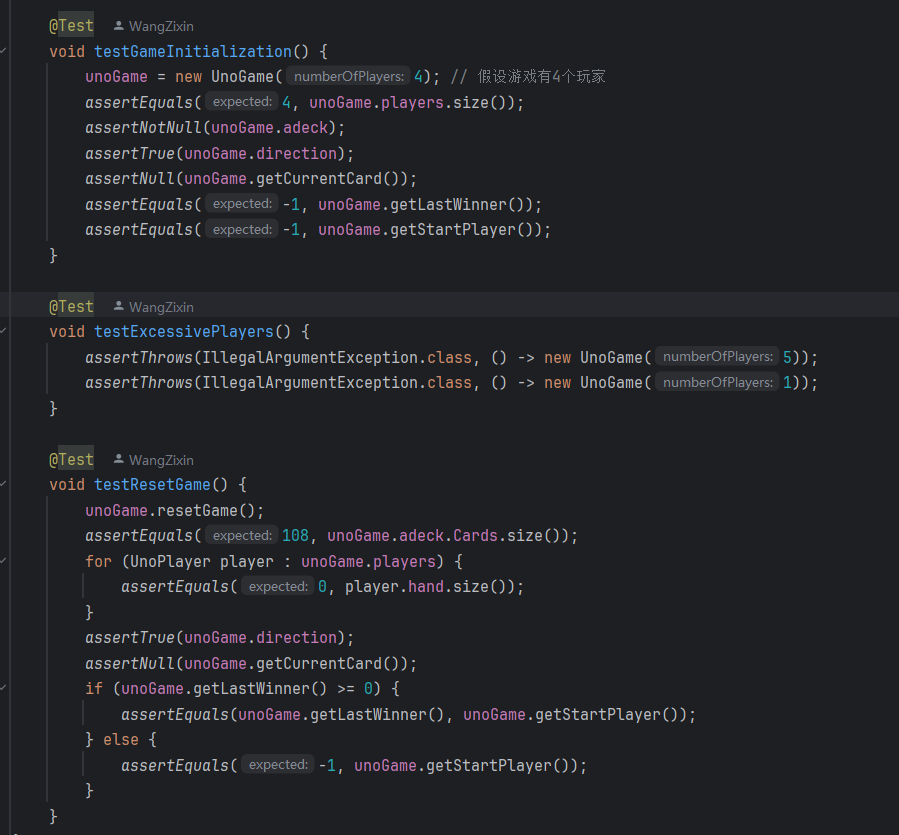 @Test WangZixin
void testGameInitialization() {
unoGame = new UnoGame( numberOfPlayers: 4); // 假设游戏有4个玩家
assertEquals( expected: 4, unoGame.players.size());
assertNotNull(unoGame.adeck);
assertTrue(unoGame.direction);
assertNull(unoGame.getCurrentCard());
assertEquals( expected: -1, unoGame.getLastWinner());
assertEquals( expected: -1, unoGame.getStartPlayer());
}
@Test WangZixin
void testExcessivePlayers() {
assertThrows(IllegalArgumentException.class, () -> new UnoGame( numberOfPlayers: 5));
assertThrows(IllegalArgumentException.class, () -> new UnoGame( numberOfPlayers: 1));
}
@Test WangZixin
void testResetGame() {
unoGame.resetGame();
assertEquals( expected: 108, unoGame.adeck.Cards.size());
for (UnoPlayer player : unoGame.players) {
assertEquals( expected: 0, player.hand.size());
}
assertTrue(unoGame.direction);
assertNull(unoGame.getCurrentCard());
if (unoGame.getLastWinner() >= 0) {
assertEquals(unoGame.getLastWinner(), unoGame.getStartPlayer());
} else {
assertEquals( expected: -1, unoGame.getStartPlayer());
}
}